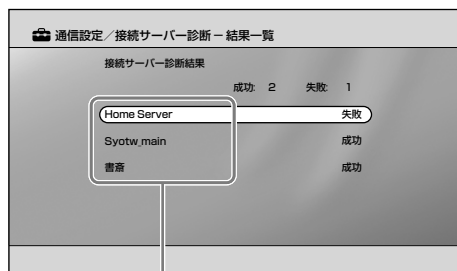 通信設定／接続サーバー診断－結果一覧
接続サーバー診断結果
成功: 2 失敗: 1
Home Server 失敗
Syotw_main 成功
書斎 成功